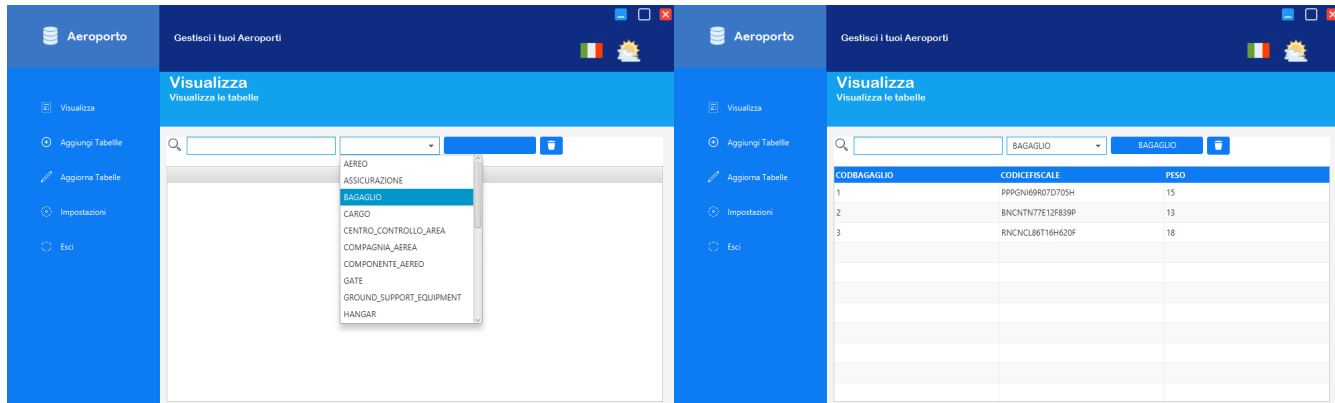 Aeroporto
Gestisci i tuoi Aeroporti
Visualizza
Visualizza le tabelle
Visualizza
Aggiungi Tabellle
Aggiorna Tabelle
Impostazioni
Esci
AEREO
ASSICURAZIONE
BAGAGLIO
CARGO
CENTRO_CONTROLLO_AREA
COMPAGNIA_AEREA
COMPONENTE_AEREO
GATE
GROUND_SUPPORT_EQUIPMENT
HANGAR
Aeroporto
Gestisci i tuoi Aeroporti
Visualizza
Visualizza le tabelle
Visualizza
Aggiungi Tabellle
Aggiorna Tabelle
Impostazioni
Esci
BAGAGLIO BAGAGLIO
CODBAGAGLIO CODICEFISCALE PESO
1 PPPGNI69R07D705H 15
2 BNCNTN77E12F839P 13
3 RNCNCL86T16H620F 18